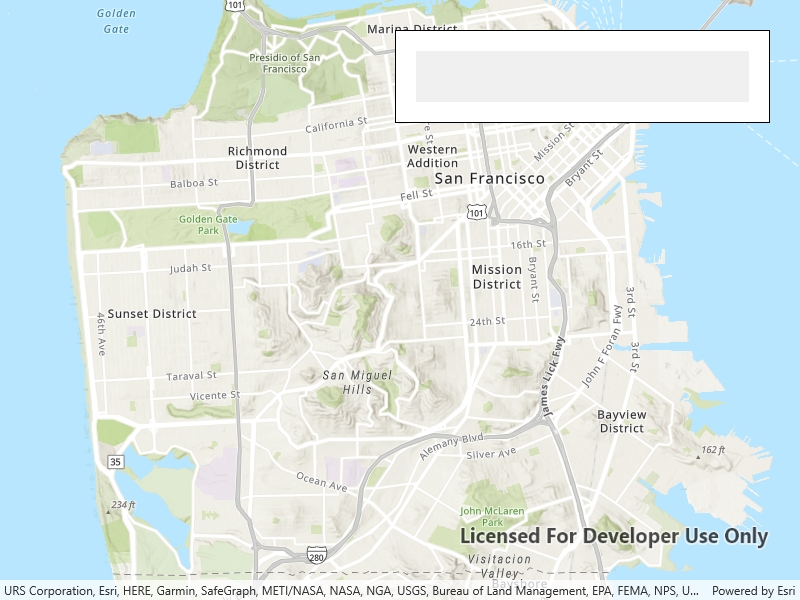 Golden
Gate
101
Marina District
Presidio of San
Francisco
California St
Richmond
District
Western
Addition
Mission St
Bryant St
San Francisco
Balboa St
Fell St
101
Golden Gate
Park
16th St
Judah St
Mission
District
Bryant St
3rd St
Sunset District
46th Ave
24th St
John F Foran Fwy
3rd St
James Lick Fwy
San Miguel
Hills
Taraval St
Vicente St
Bayview
District
Alemany Blvd
Silver Ave
162 ft
35
Ocean Ave
234 ft
John McLaren
Park
Licensed For Developer Use Only
280
Visitacion
Valley
Bayshore
URS Corporation, Esri, HERE, Garmin, SafeGraph, METI/NASA, NASA, NGA, USGS, Bureau of Land Management, EPA, FEMA, NPS, U...
Powered by Esri